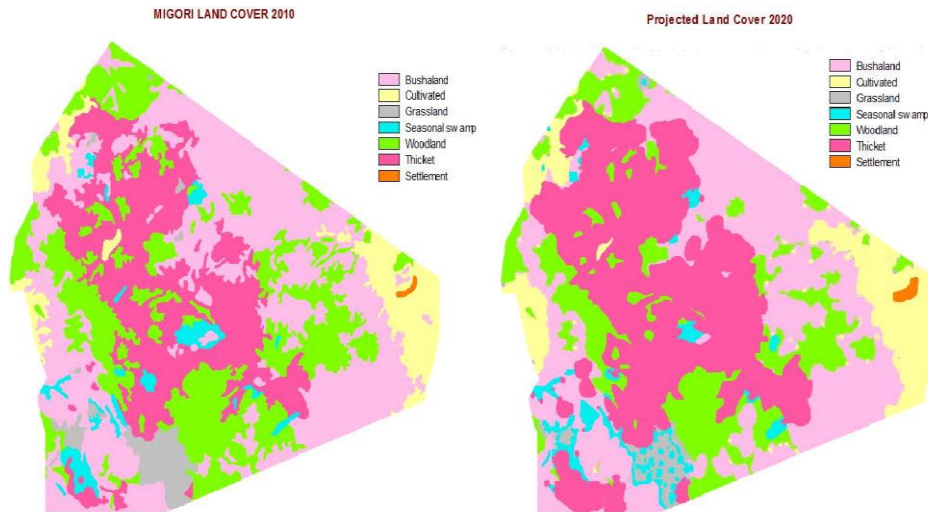 MIGORI LAND COVER 2010
Bushaland
Cultivated
Grassland
Seasonal sw amp
Woodland
Thicket
Settlement
Projected Land Cover 2020
Bushaland
Cultivated
Grassland
Seasonal sw amp
Woodland
Thicket
Settlement